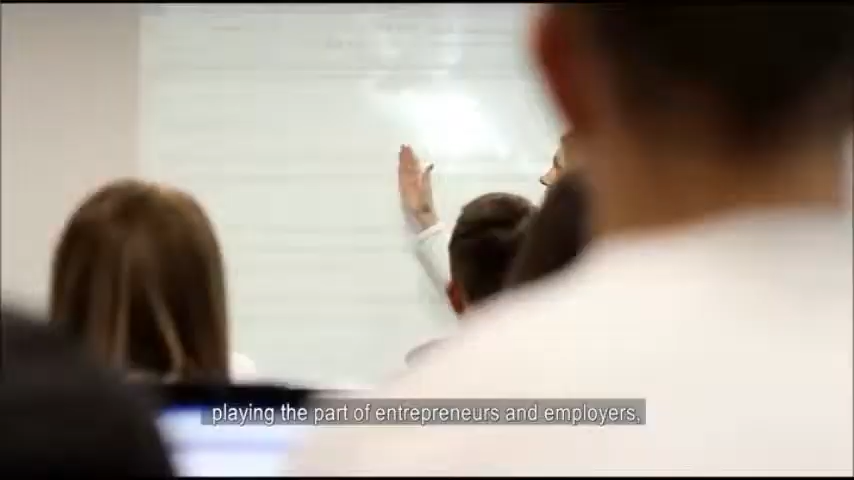 playing the part of entrepreneurs and employers,